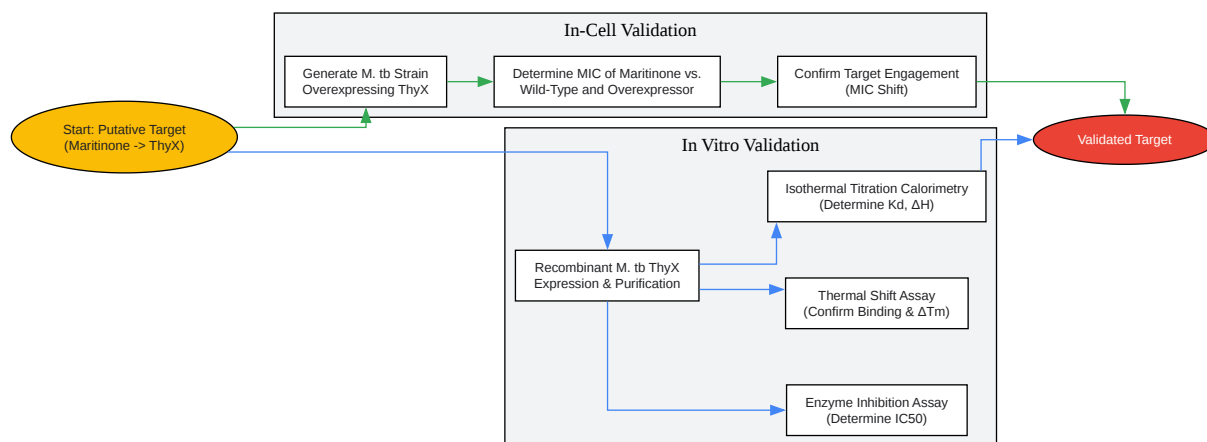 In-Cell Validation
Generate M. tb Strain
Overexpressing ThyX
Determine MIC of Maritinone vs.
Wild-Type and Overexpressor
Confirm Target Engagement
(MIC Shift)
Start: Putative Target
(Maritinone -> ThyX)
Validated Target
In Vitro Validation
Isothermal Titration Calorimetry
(Determine Kd, ΔH)
Recombinant M. tb ThyX
Expression & Purification
Thermal Shift Assay
(Confirm Binding & ΔTm)
Enzyme Inhibition Assay
(Determine IC50)